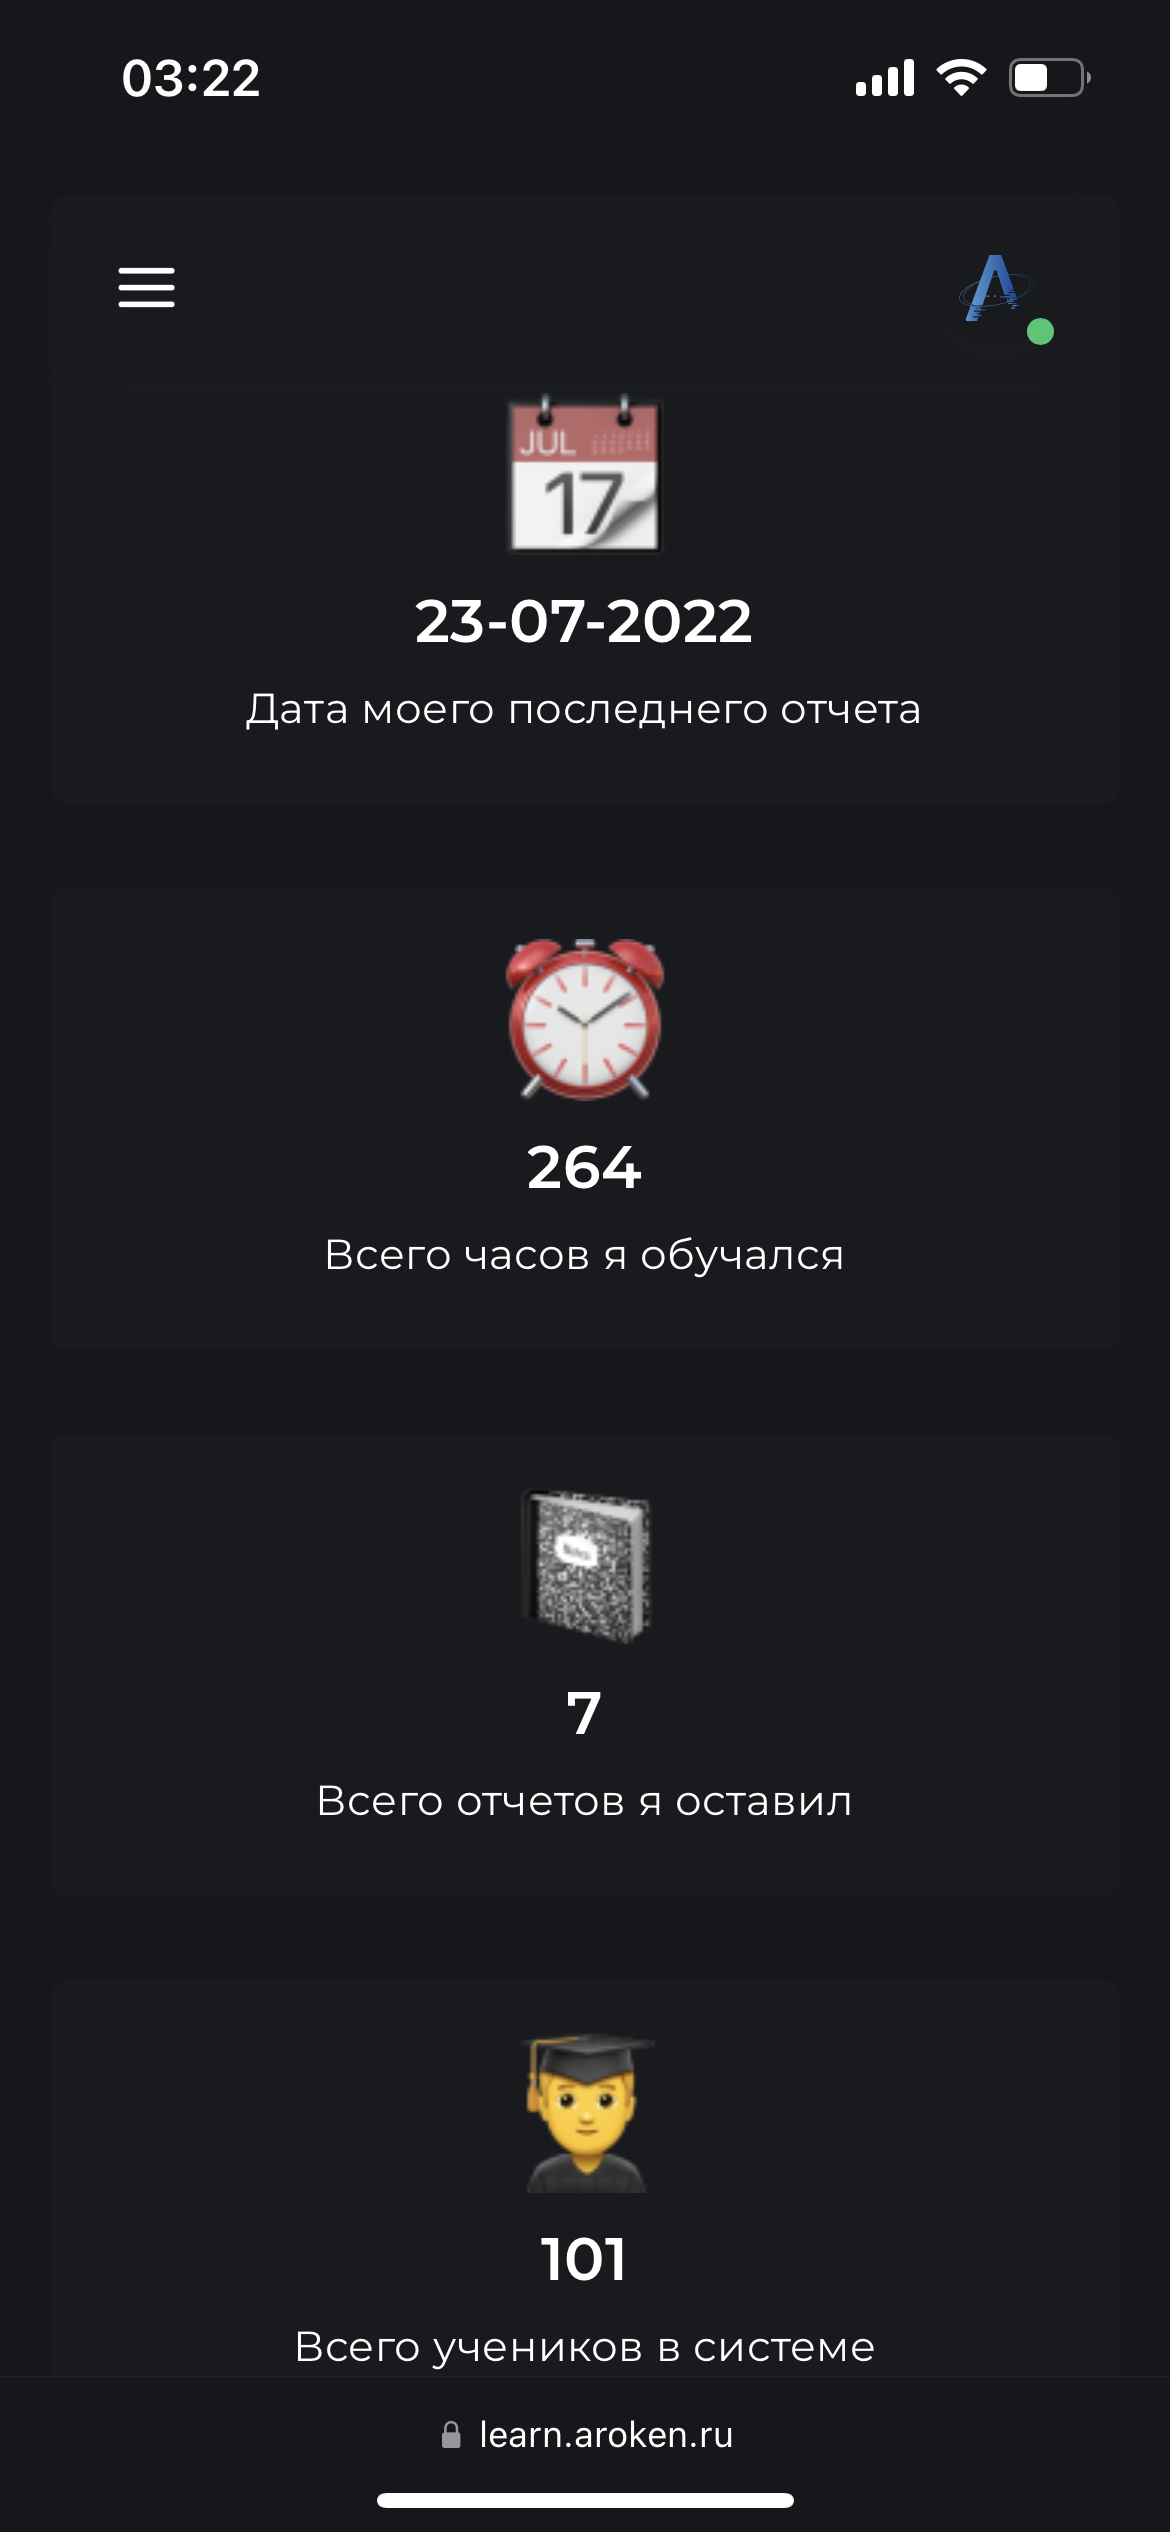 03:22
JUL
17
23-07-2022
Дата моего последнего отчета
264
Всего часов я обучался
7
Всего отчетов я оставил
101
Всего учеников в системе
learn.aroken.ru